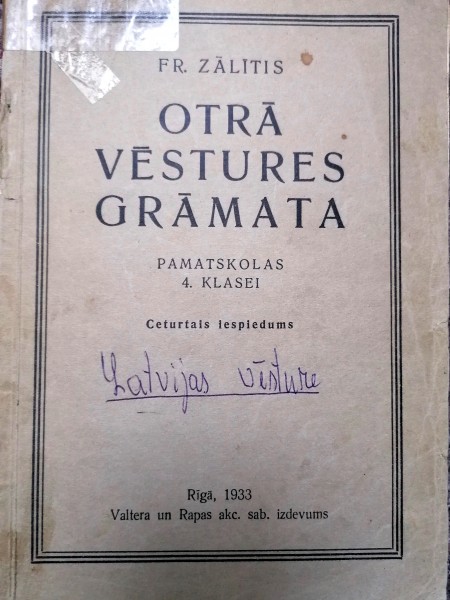 FR. ZĀLĪTIS
OTRĀ
VĒSTURES
GRĀMATA
PAMATSKOLAS
4. KLASEI
Ceturtais iespiedums
Latvijas vēsture
Rīgā, 1933
Valtera un Rapas akc. sab. izdevums